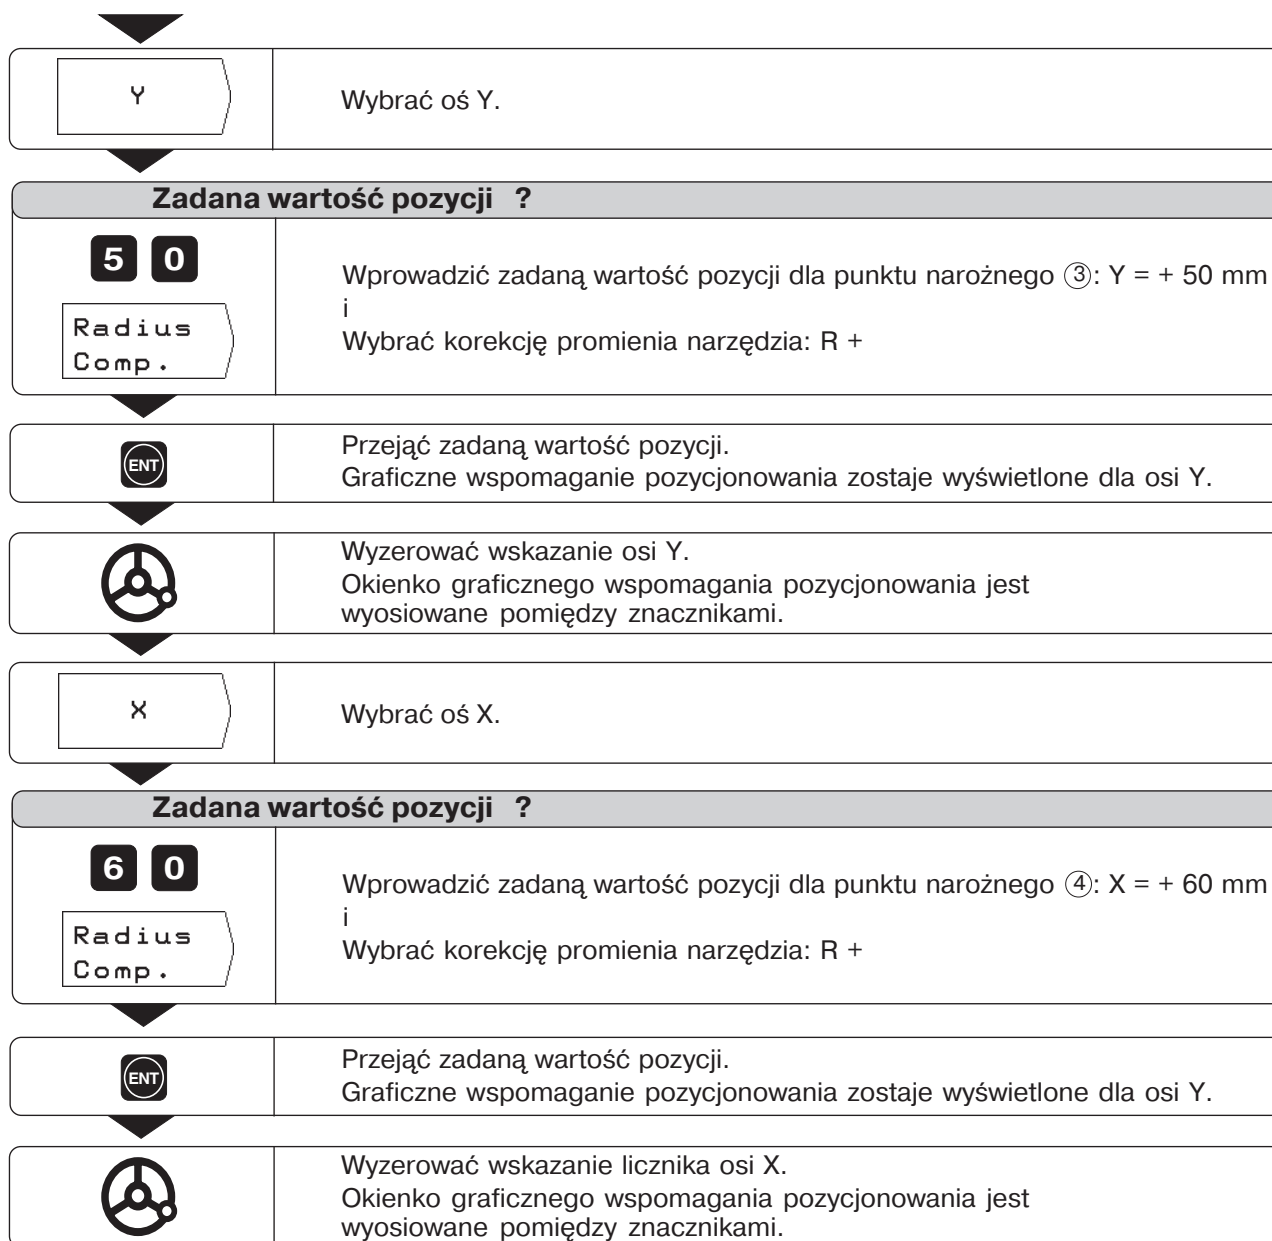 Y
Wybrać oś Y.
Zadana wartość pozycji ?
5 0
Radius
Comp.
Wprowadzić zadaną wartość pozycji dla punktu narożnego ③: Y = + 50 mm
i
Wybrać korekcję promienia narzędzia: R +
ENT
Przejąć zadaną wartość pozycji.
Graficzne wspomaganie pozycjonowania zostaje wyświetlone dla osi Y.
Wyzerować wskazanie osi Y.
Okienko graficznego wspomagania pozycjonowania jest
wyosiowane pomiędzy znacznikami.
X
Wybrać oś X.
Zadana wartość pozycji ?
6 0
Radius
Comp.
Wprowadzić zadaną wartość pozycji dla punktu narożnego ④: X = + 60 mm
i
Wybrać korekcję promienia narzędzia: R +
ENT
Przejąć zadaną wartość pozycji.
Graficzne wspomaganie pozycjonowania zostaje wyświetlone dla osi Y.
Wyzerować wskazanie licznika osi X.
Okienko graficznego wspomagania pozycjonowania jest
wyosiowane pomiędzy znacznikami.